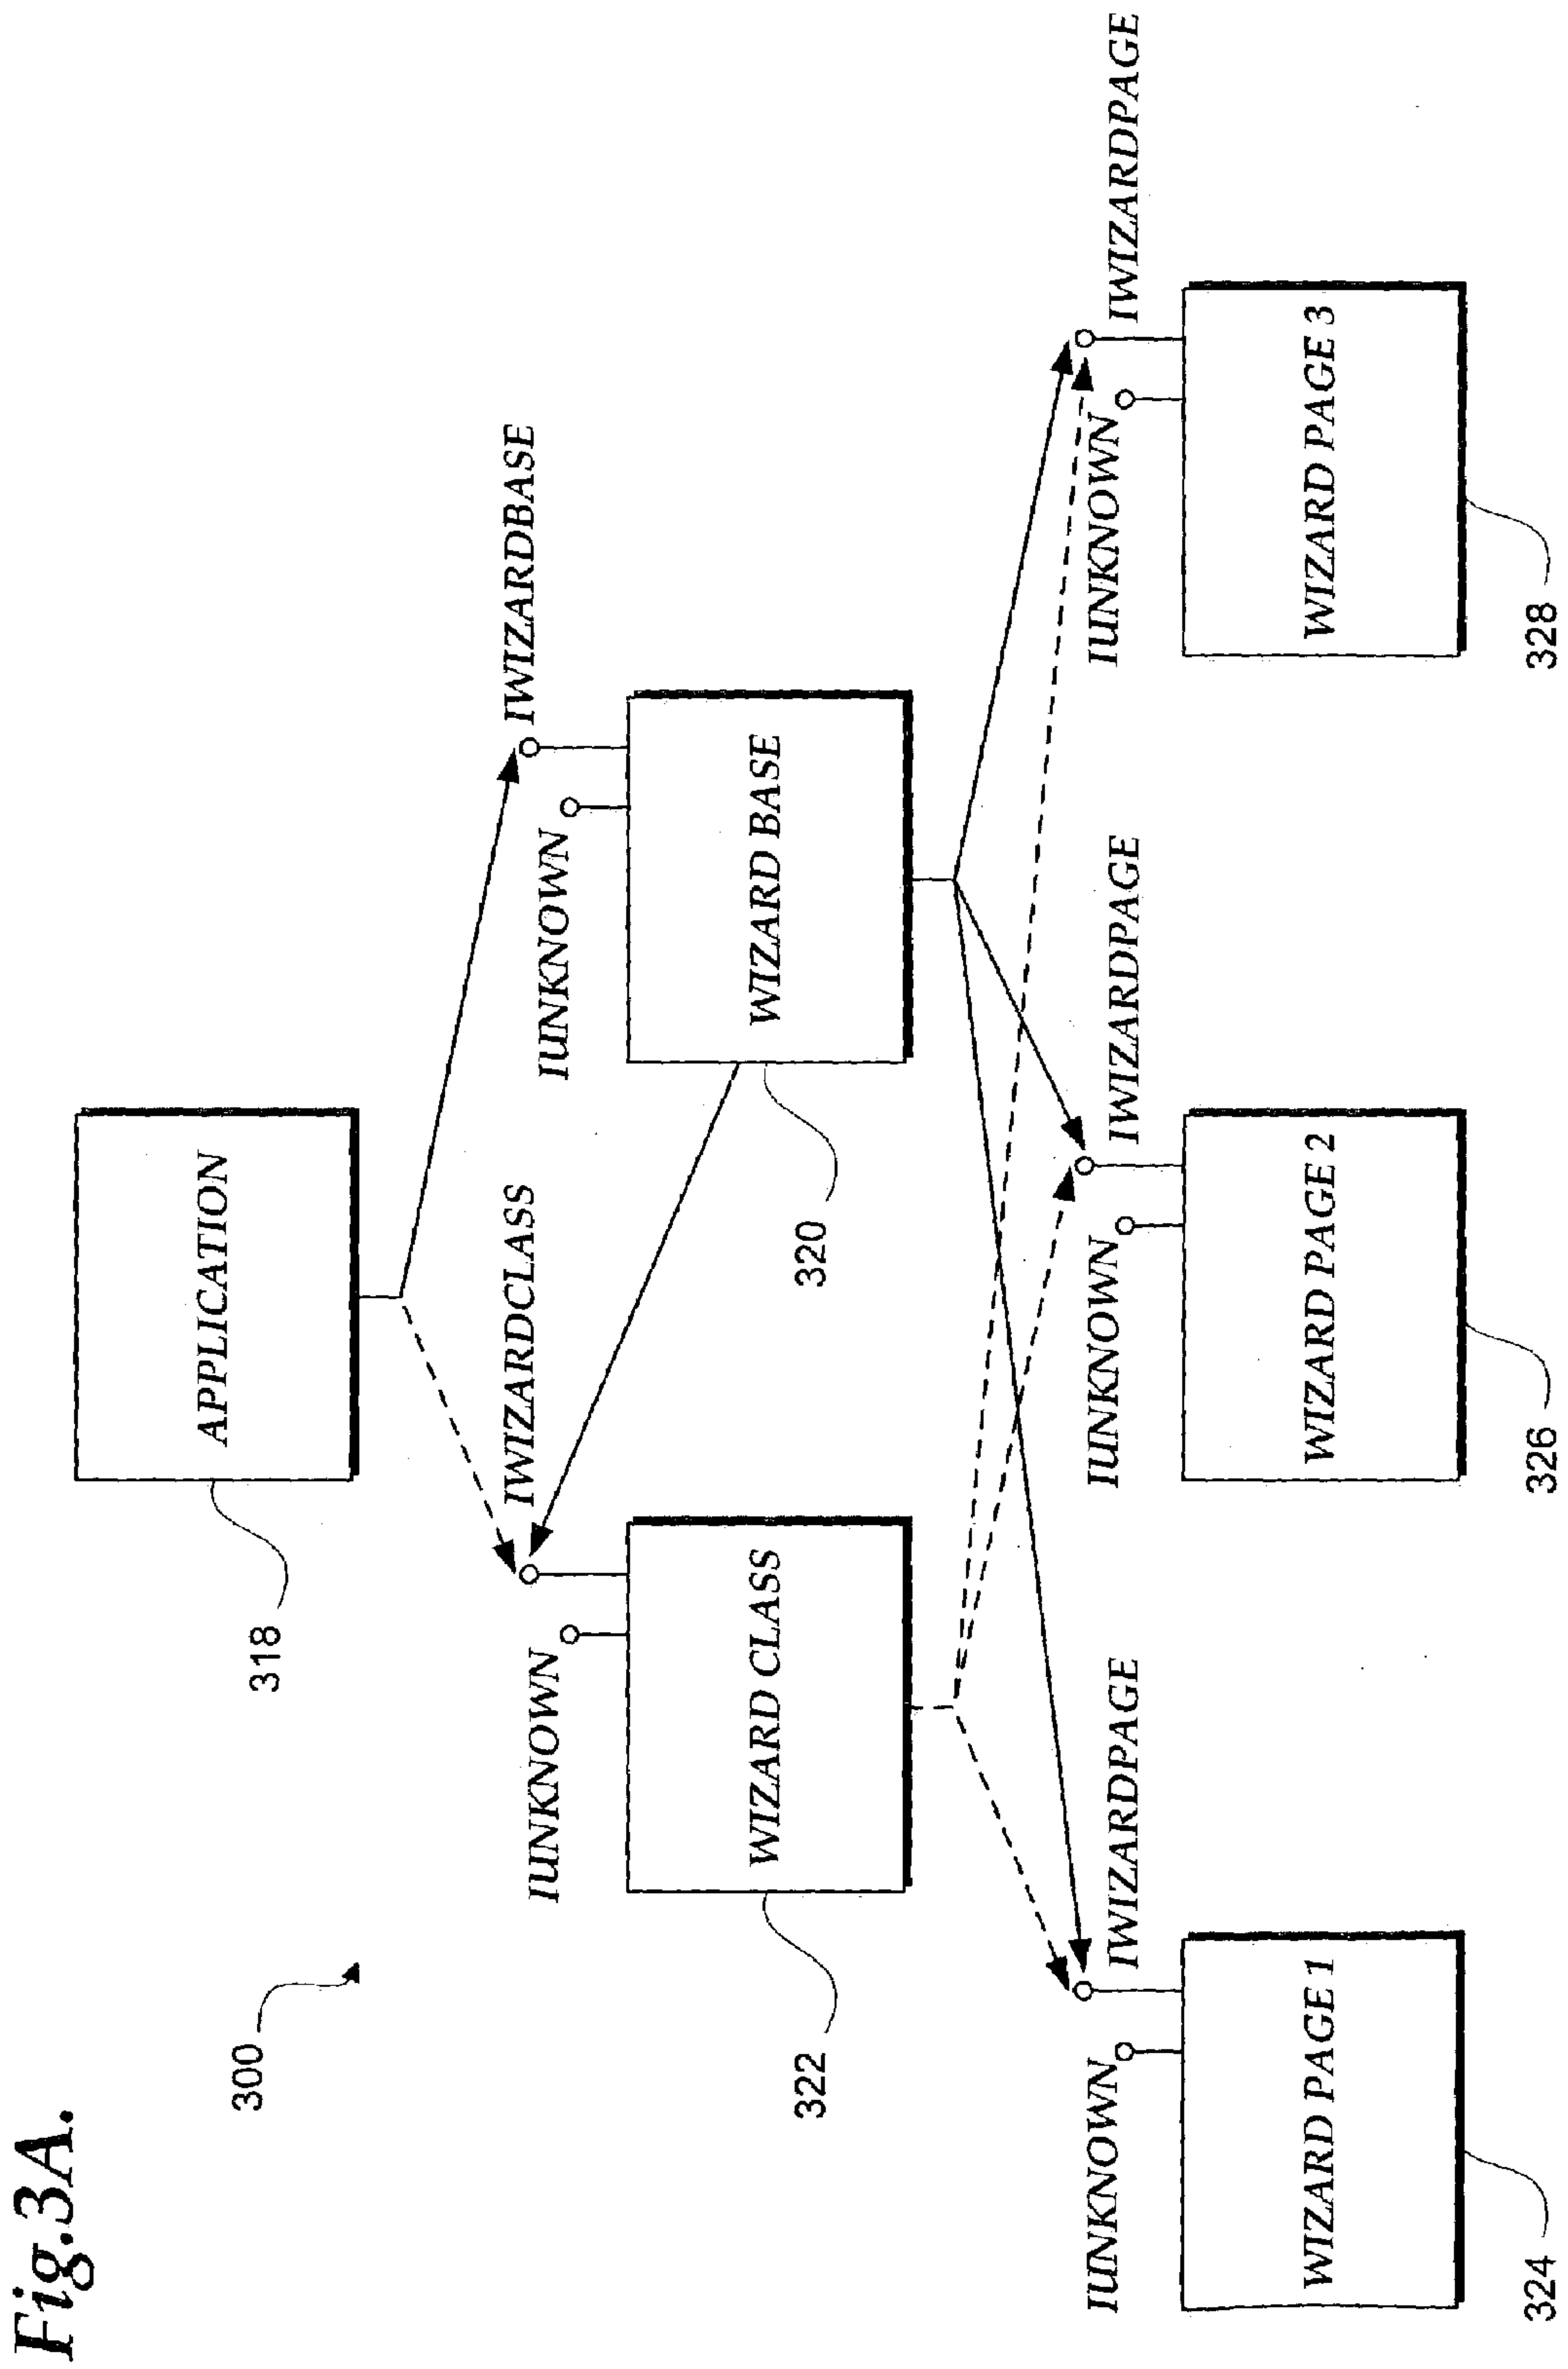 Fig.3A.
300
APPLICATION
318
IUNKNOWN
IWIZARDCLASS
IUNKNOWN
IWIZARDBASE
WIZARD CLASS
WIZARD BASE
322
320
IUNKNOWN
IWIZARDPAGE
IUNKNOWN
IWIZARDPAGE
IUNKNOWN
IWIZARDPAGE
WIZARD PAGE 1
WIZARD PAGE 2
WIZARD PAGE 3
324
326
328